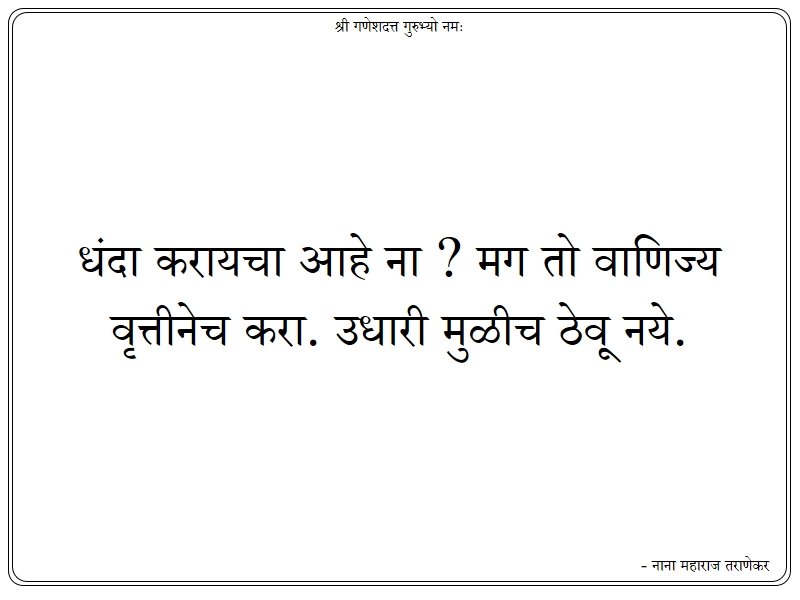 श्री गणेशदत्त गुरुभ्यो नमः
धंदा करायचा आहे ना ? मग तो वाणिज्य
वृत्तीनेच करा. उधारी मुळीच ठेवू नये.
- नाना महाराज तराणेकर